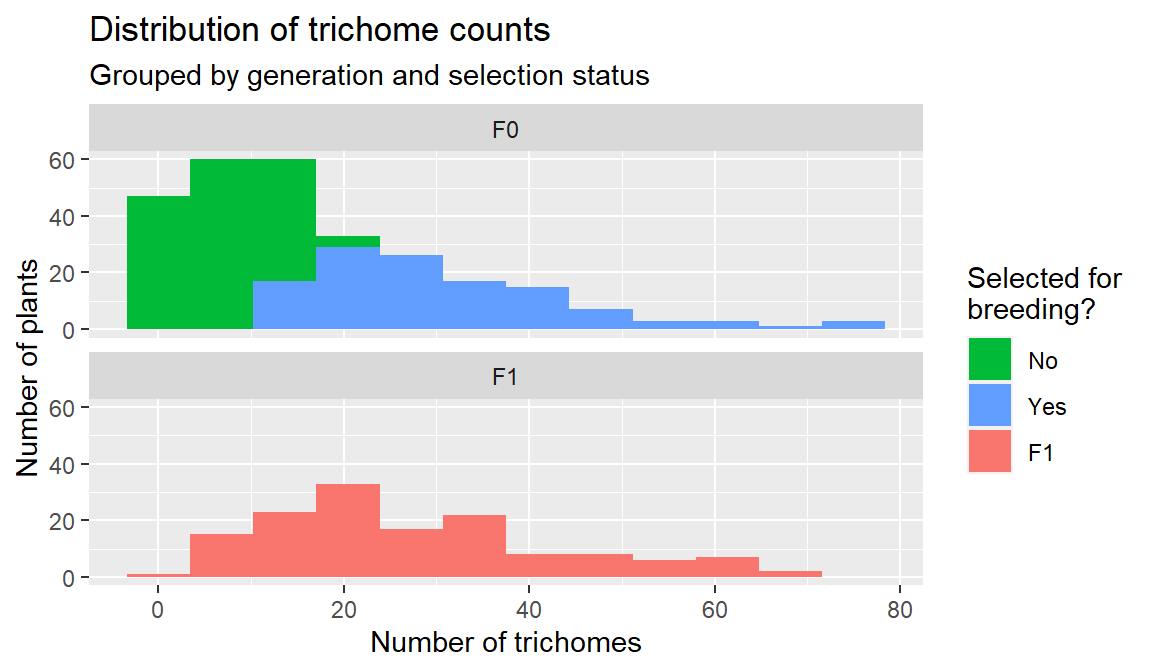 Distribution of trichome counts
Grouped by generation and selection status
F0
60
40
20
0
F1
60
40
20
0
0 20 40 60 80
Number of trichomes
Number of plants
Selected for
breeding?
No
Yes
F1